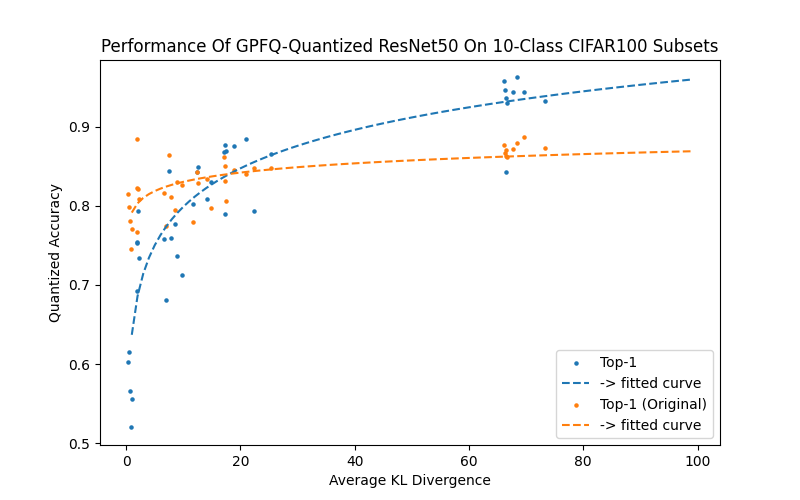 Performance Of GPFQ-Quantized ResNet50 On 10-Class CIFAR100 Subsets
Quantized Accuracy
0.9
0.8
0.7
0.6
0.5
Top-1
-> fitted curve
Top-1 (Original)
-> fitted curve
0
20
40
60
80
100
Average KL Divergence